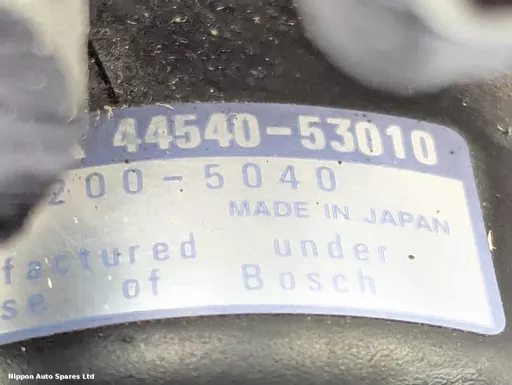 44540-53010
200-5040
MADE IN JAPAN
factured under
se of Bosch
Nippon Auto Spares Ltd